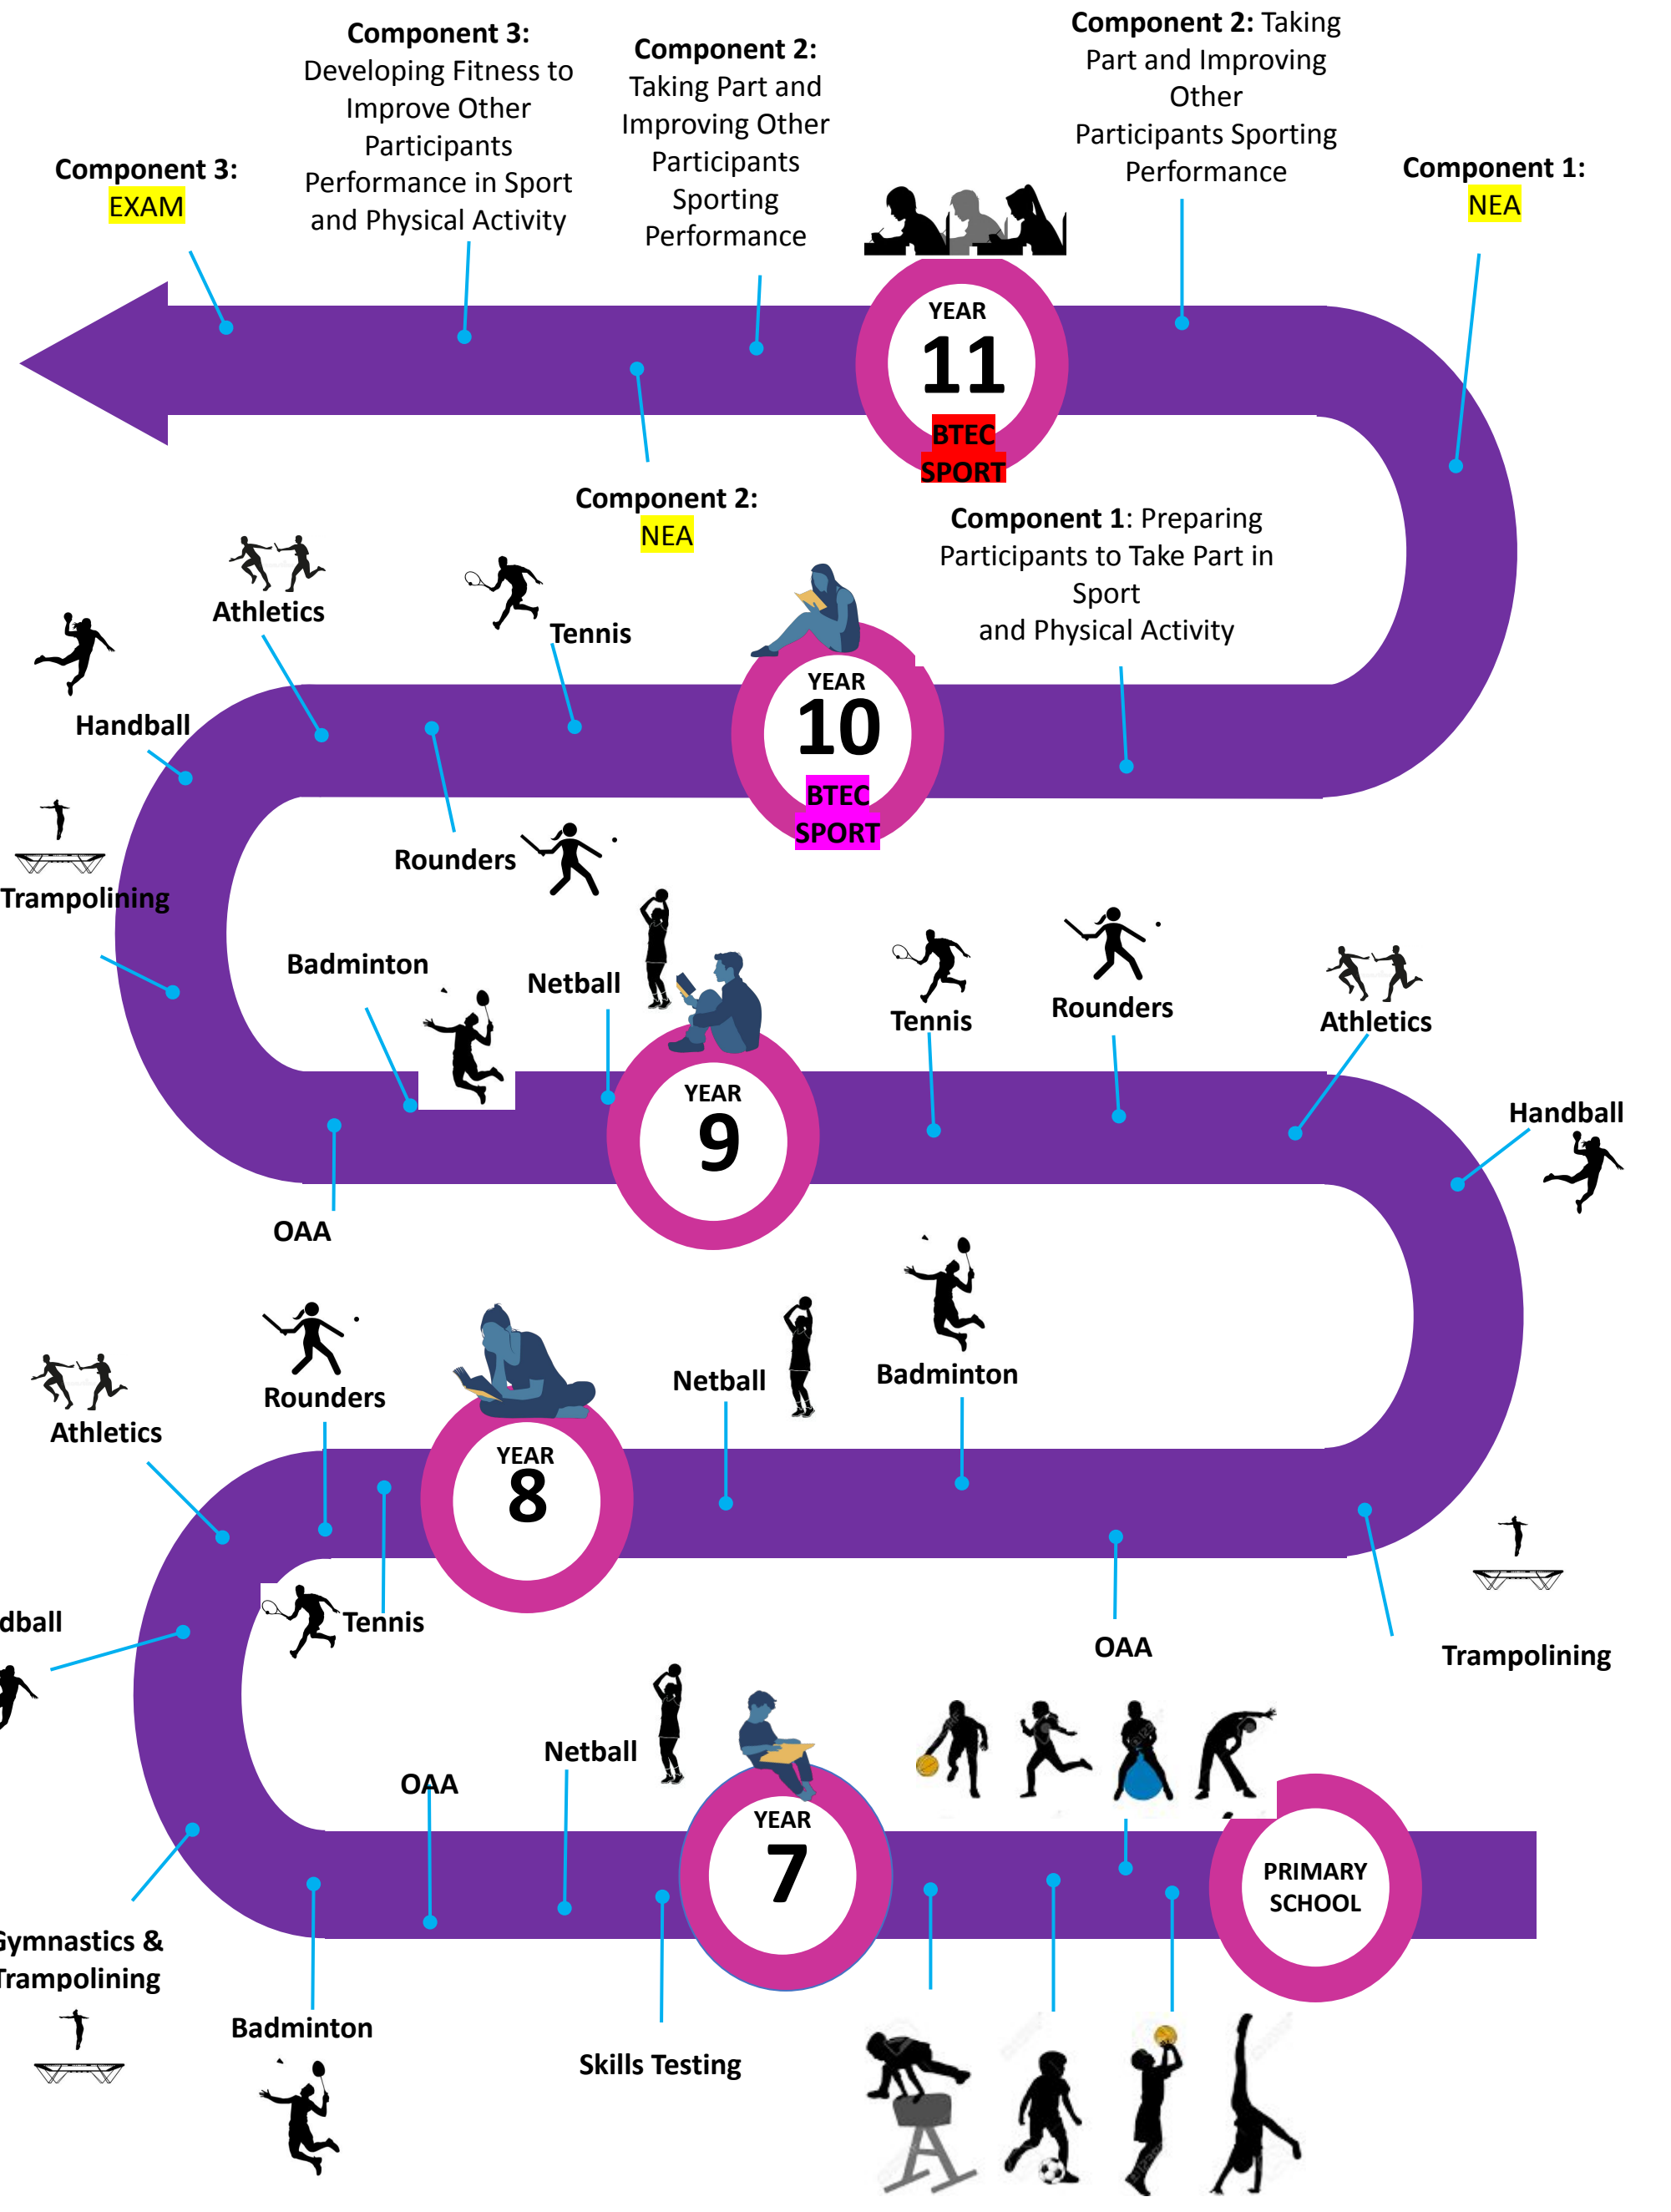 Component 3:
Developing Fitness to
Improve Other
Participants
Performance in Sport
and Physical Activity
Component 2:
Taking Part and
Improving Other
Participants
Sporting
Performance
Component 2: Taking
Part and Improving
Other
Participants Sporting
Performance
Component 3:
EXAM
Component 1:
NEA
YEAR
11
BTEC
SPORT
Component 2:
NEA
Component 1: Preparing
Participants to Take Part in
Sport
and Physical Activity
Athletics
Tennis
Handball
YEAR
10
BTEC
SPORT
Rounders
Trampolining
Badminton
Netball
Tennis
Rounders
Athletics
Handball
YEAR
9
OAA
Athletics
Rounders
Netball
Badminton
YEAR
8
dball
Tennis
OAA
Trampolining
Netball
OAA
YEAR
7
PRIMARY
SCHOOL
Gymnastics &
Trampolining
Badminton
Skills Testing